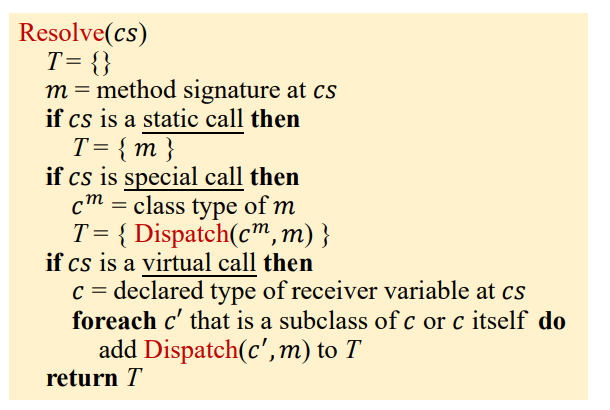 Resolve(cs)
T = {}
m = method signature at cs
if cs is a static call then
T = { m }
if cs is special call then
cᵐ = class type of m
T = { Dispatch(cᵐ, m) }
if cs is a virtual call then
c = declared type of receiver variable at cs
foreach c′ that is a subclass of c or c itself do
add Dispatch(c′, m) to T
return T